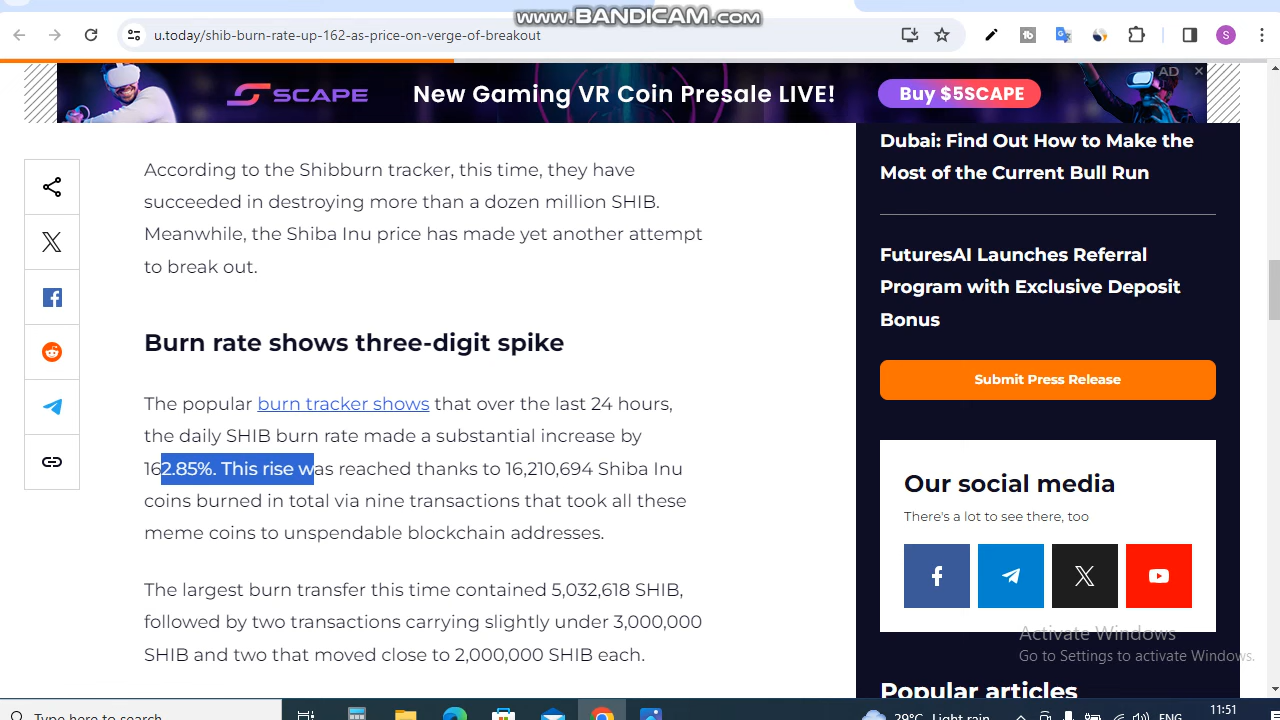 www.BANDICAM.com
u.today/shib-burn-rate-up-162-as-price-on-verge-of-breakout
SCAPE New Gaming VR Coin Presale LIVE! Buy $5SCAPE
AD
According to the Shibburn tracker, this time, they have
succeeded in destroying more than a dozen million SHIB.
Meanwhile, the Shiba Inu price has made yet another attempt
to break out.
Burn rate shows three-digit spike
The popular burn tracker shows that over the last 24 hours,
the daily SHIB burn rate made a substantial increase by
162.85%. This rise was reached thanks to 16,210,694 Shiba Inu
coins burned in total via nine transactions that took all these
meme coins to unspendable blockchain addresses.
The largest burn transfer this time contained 5,032,618 SHIB,
followed by two transactions carrying slightly under 3,000,000
SHIB and two that moved close to 2,000,000 SHIB each.
Dubai: Find Out How to Make the
Most of the Current Bull Run
FuturesAI Launches Referral
Program with Exclusive Deposit
Bonus
Submit Press Release
Our social media
There's a lot to see there, too
Activate Windows
Go to Settings to activate Windows.
Popular articles
Type here to search
29°C Light rain
ENG
11:51